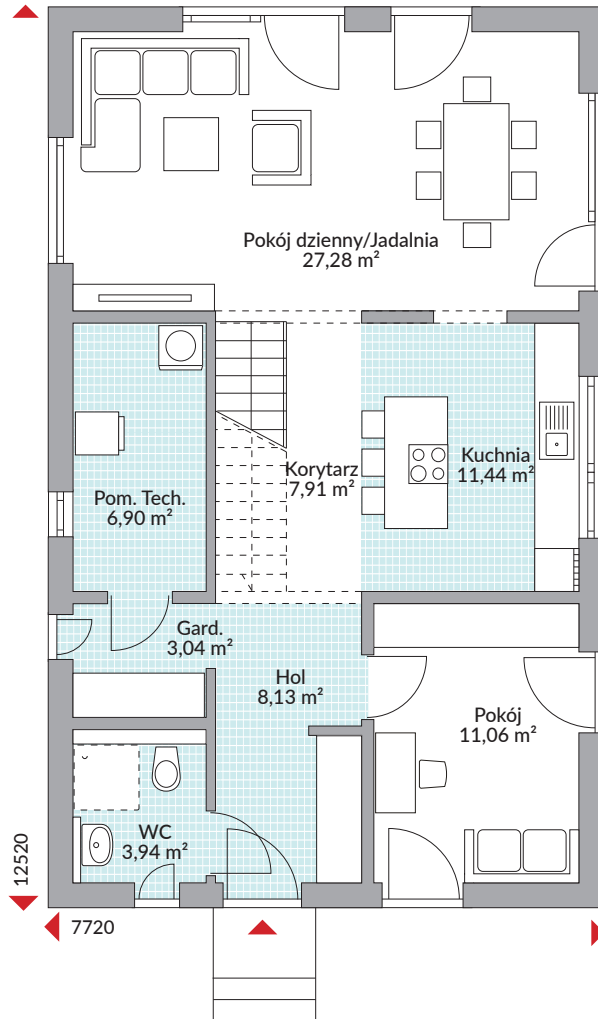 Pokój dzienny/Jadalnia
27,28 m²
Korytarz
7,91 m²
Kuchnia
11,44 m²
Pom. Tech.
6,90 m²
Gard.
3,04 m²
Hol
8,13 m²
Pokój
11,06 m²
WC
3,94 m²
12520
7720